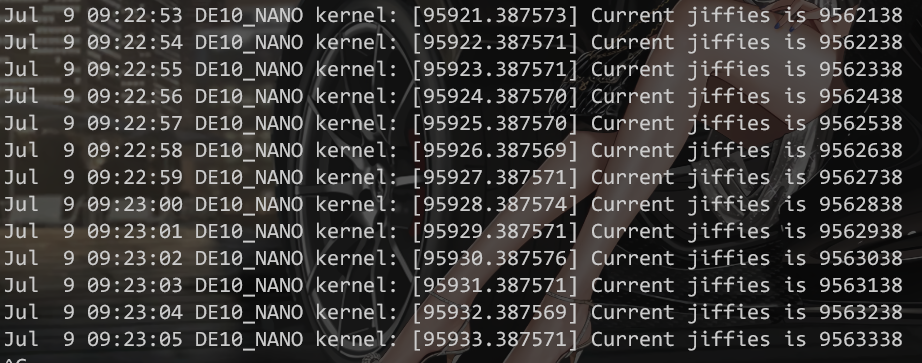 Jul  9 09:22:53 DE10_NANO kernel: [95921.387573] Current jiffies is 9562138
Jul  9 09:22:54 DE10_NANO kernel: [95922.387571] Current jiffies is 9562238
Jul  9 09:22:55 DE10_NANO kernel: [95923.387571] Current jiffies is 9562338
Jul  9 09:22:56 DE10_NANO kernel: [95924.387570] Current jiffies is 9562438
Jul  9 09:22:57 DE10_NANO kernel: [95925.387570] Current jiffies is 9562538
Jul  9 09:22:58 DE10_NANO kernel: [95926.387569] Current jiffies is 9562638
Jul  9 09:22:59 DE10_NANO kernel: [95927.387571] Current jiffies is 9562738
Jul  9 09:23:00 DE10_NANO kernel: [95928.387574] Current jiffies is 9562838
Jul  9 09:23:01 DE10_NANO kernel: [95929.387571] Current jiffies is 9562938
Jul  9 09:23:02 DE10_NANO kernel: [95930.387576] Current jiffies is 9563038
Jul  9 09:23:03 DE10_NANO kernel: [95931.387571] Current jiffies is 9563138
Jul  9 09:23:04 DE10_NANO kernel: [95932.387569] Current jiffies is 9563238
Jul  9 09:23:05 DE10_NANO kernel: [95933.387571] Current jiffies is 9563338